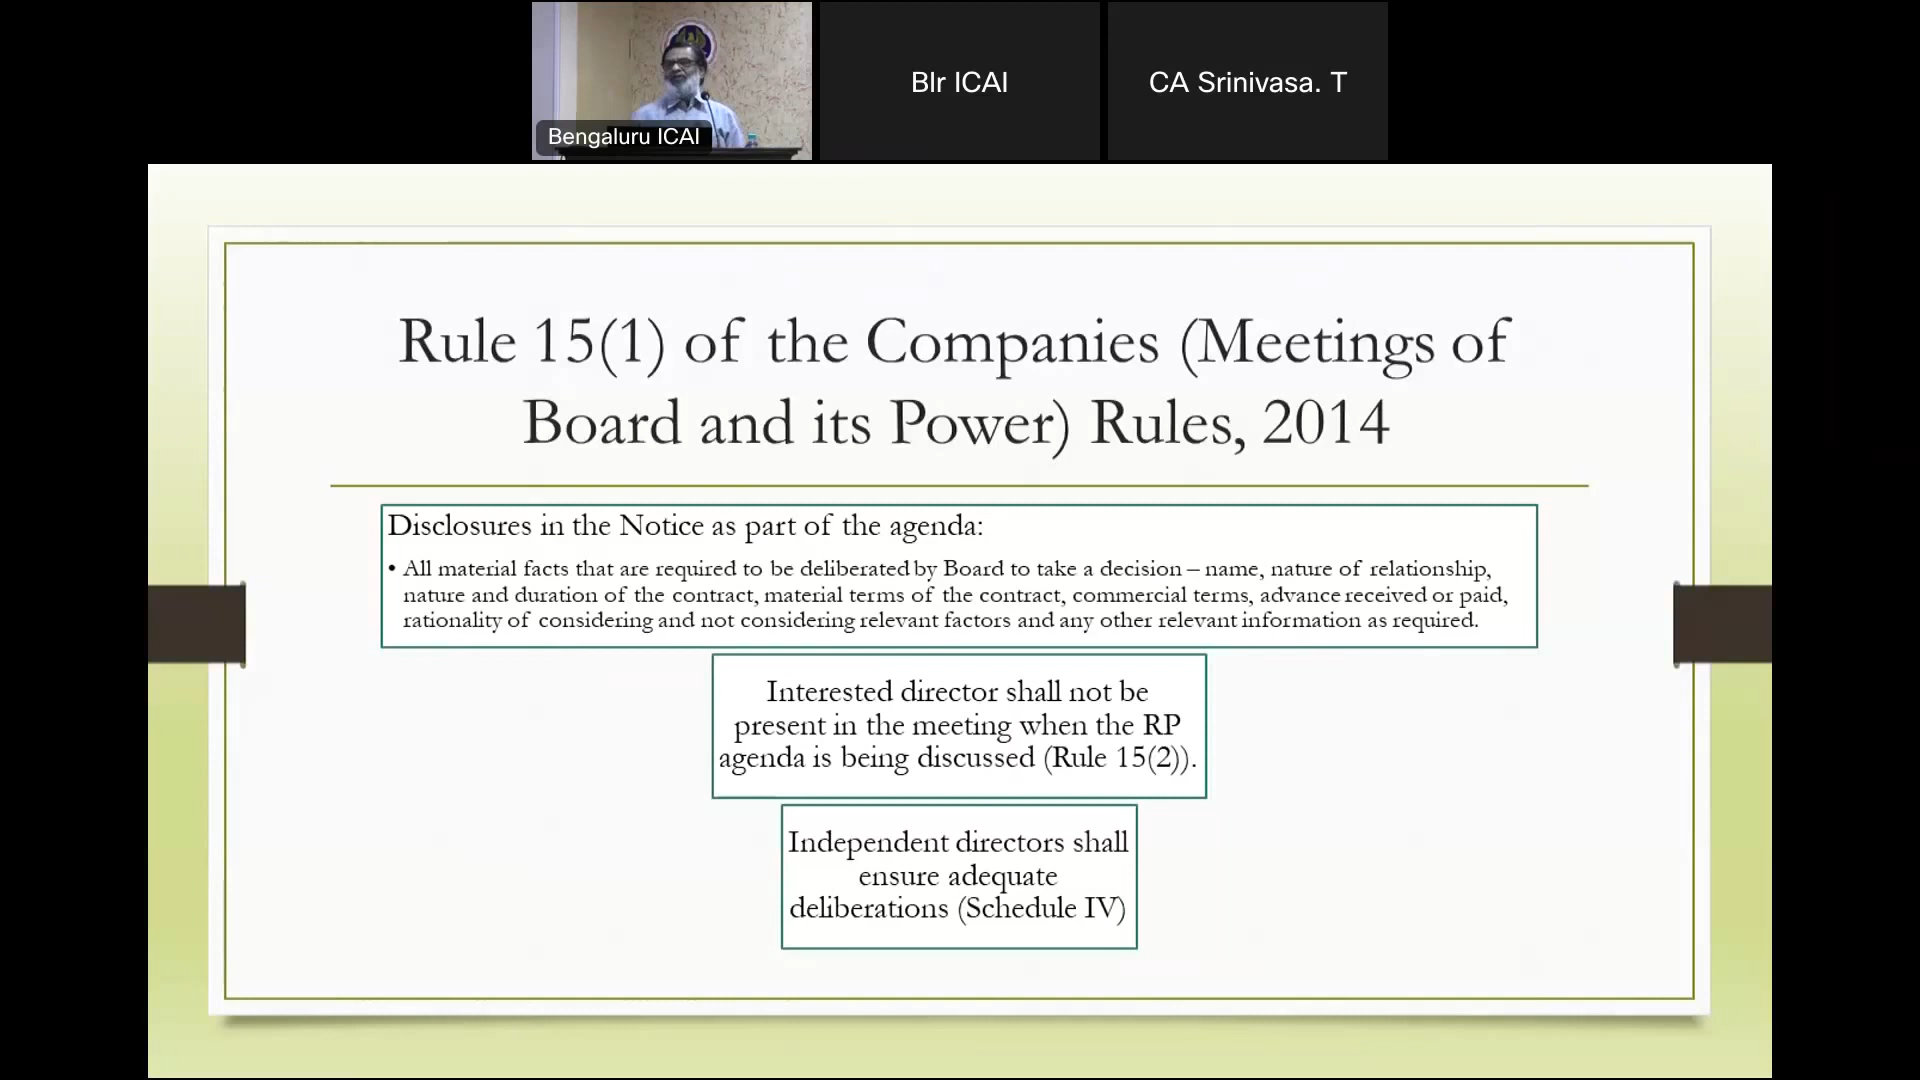 Bengaluru ICAI
Blr ICAI
CA Srinivasa. T
Rule 15(1) of the Companies (Meetings of
Board and its Power) Rules, 2014
Disclosures in the Notice as part of the agenda:
• All material facts that are required to be deliberated by Board to take a decision – name, nature of relationship,
nature and duration of the contract, material terms of the contract, commercial terms, advance received or paid,
rationality of considering and not considering relevant factors and any other relevant information as required.
Interested director shall not be
present in the meeting when the RP
agenda is being discussed (Rule 15(2)).
Independent directors shall
ensure adequate
deliberations (Schedule IV)